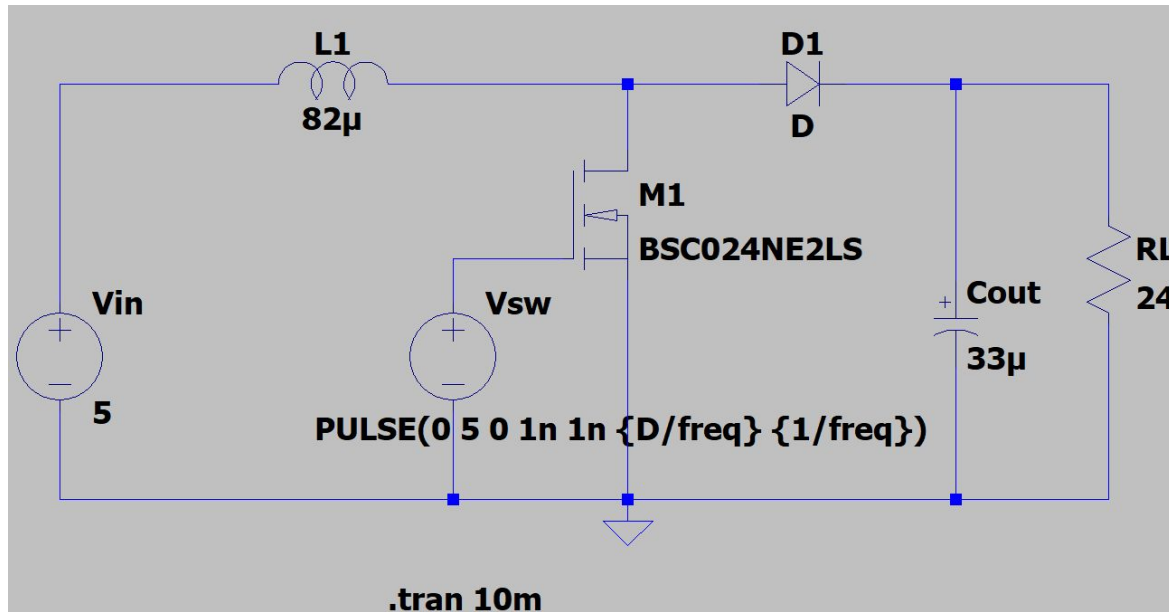 L1
82µ
D1
D
M1
BSC024NE2LS
Vin
5
Vsw
PULSE(0 5 0 1n 1n {D/freq} {1/freq})
+
Cout
33µ
RL
24
.tran 10m